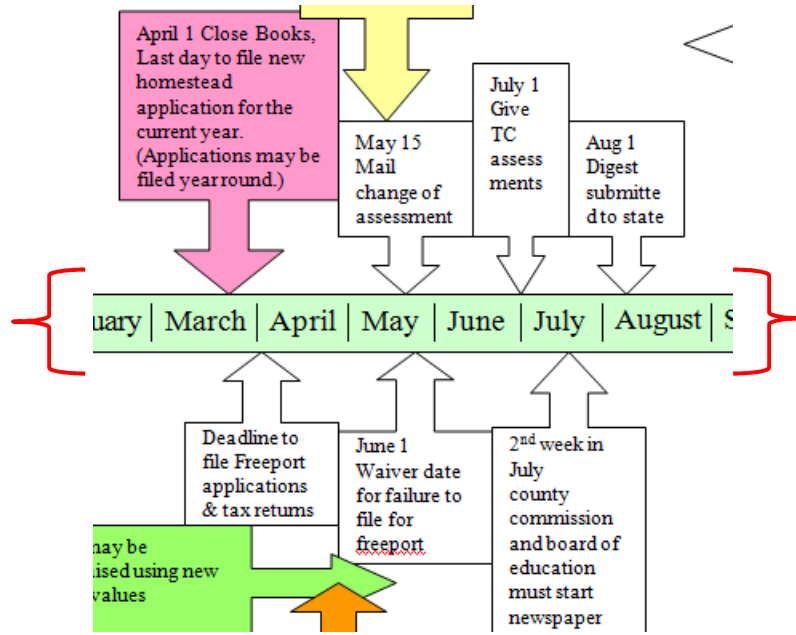 April 1 Close Books,
Last day to file new
homestead
application for the
current year.
(Applications may be
filed year round.)
May 15
Mail
change of
assessment
July 1
Give
TC
assess
ments
Aug 1
Digest
submitte
d to state
uary | March | April | May | June | July | August | S
Deadline to
file Freeport
applications
& tax returns
June 1
Waiver date
for failure to
file for
freeport
2nd week in
July
county
commission
and board of
education
must start
newspaper
may be
ised using new
values